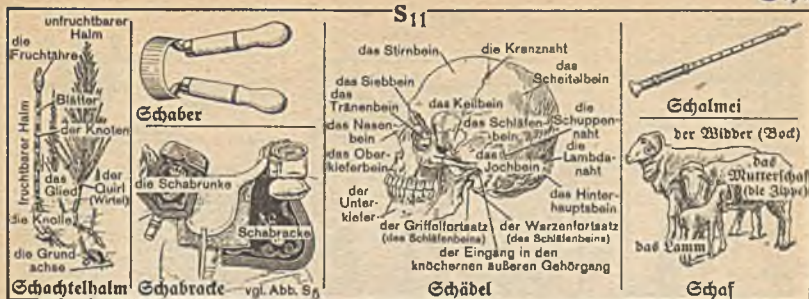 S11
unfruchtbarer
Halm
die
Fruchtähre
Blätter
der Knoten
fruchtbarer Halm
das
Glied
der
Quirl
(Wirtel)
die Knolle
die Grund
achse
Schachtelhalm
Schaber
die Schabrunke
Schabracke
Schabracke
vgl. Abb. S5
das Stirnbein
die Kranznaht
das
Scheitelbein
das Siebbein
das
Tränenbein
das Keilbein
das Nasen-
bein
das Schläfen-
bein
die
Schuppen-
naht
das Ober-
kieferbein
das
Jochbein
die
Lambda-
naht
der
Unter-
kiefer
das Hinter-
hauptsbein
der Griffelfortsatz
(des Schläfenbeins)
der Warzenfortsatz
(des Schläfenbeins)
der Eingang in den
knöchernen äußeren Gehörgang
Schädel
Schalmei
der Widder (Bock)
das
Mutterschaf
(die Zippe)
das Lamm
Schaf